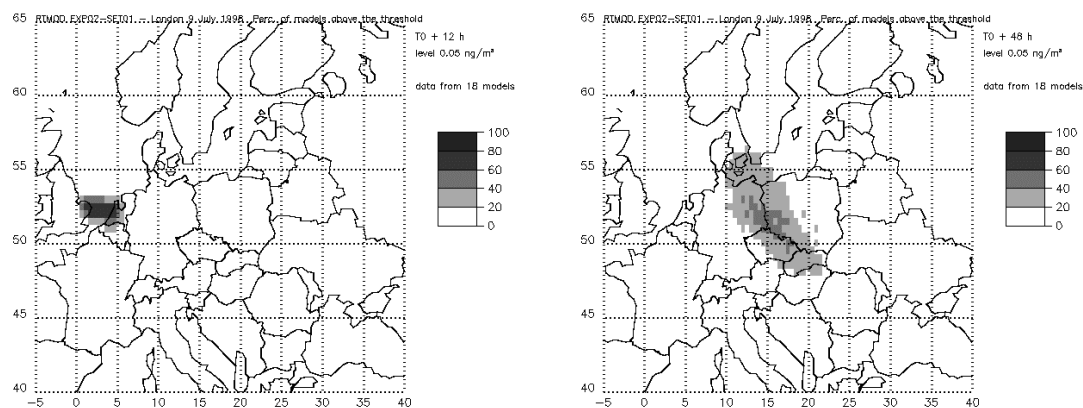 RTMOD EXP02-SET01 – London 9 July 1998 Perc. of models above the threshold
T0 + 12 h
level 0.05 ng/m³
data from 18 models
100
80
60
40
20
0
65
60
55
50
45
40
-5 0 5 10 15 20 25 30 35 40
RTMOD EXP02-SET01 – London 9 July 1998 Perc. of models above the threshold
T0 + 48 h
level 0.05 ng/m³
data from 18 models
100
80
60
40
20
0
65
60
55
50
45
40
-5 0 5 10 15 20 25 30 35 40